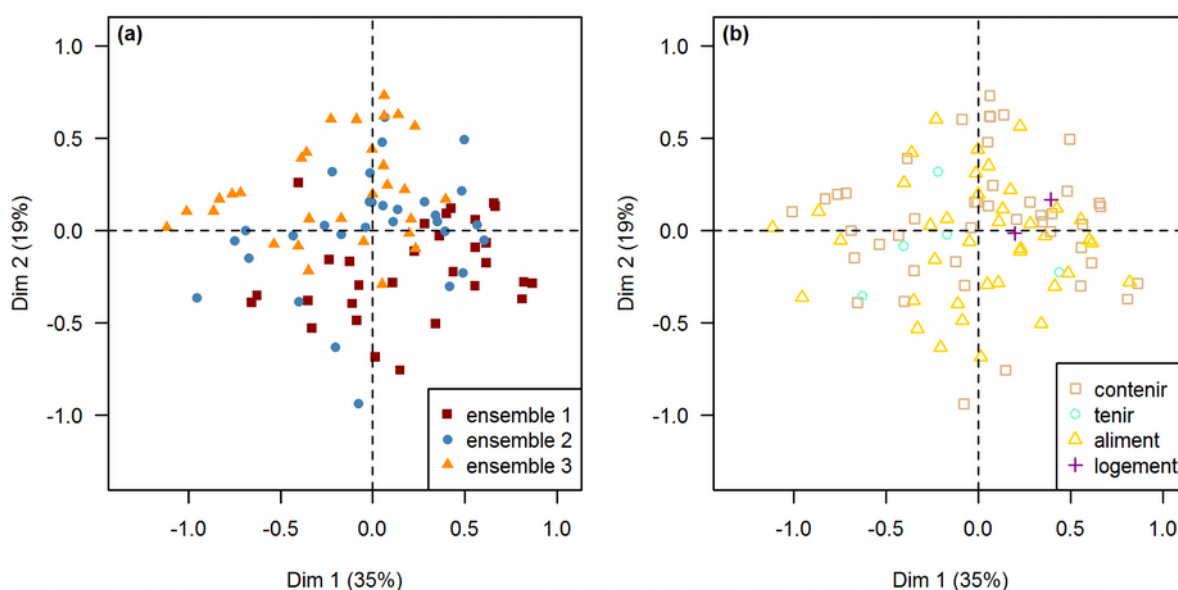 (a)
1.0
0.5
0.0
-0.5
-1.0
Dim 2 (19%)
-1.0
-0.5
0.0
0.5
1.0
Dim 1 (35%)
ensemble 1
ensemble 2
ensemble 3
(b)
1.0
0.5
0.0
-0.5
-1.0
Dim 2 (19%)
-1.0
-0.5
0.0
0.5
1.0
Dim 1 (35%)
contenir
tenir
aliment
logement